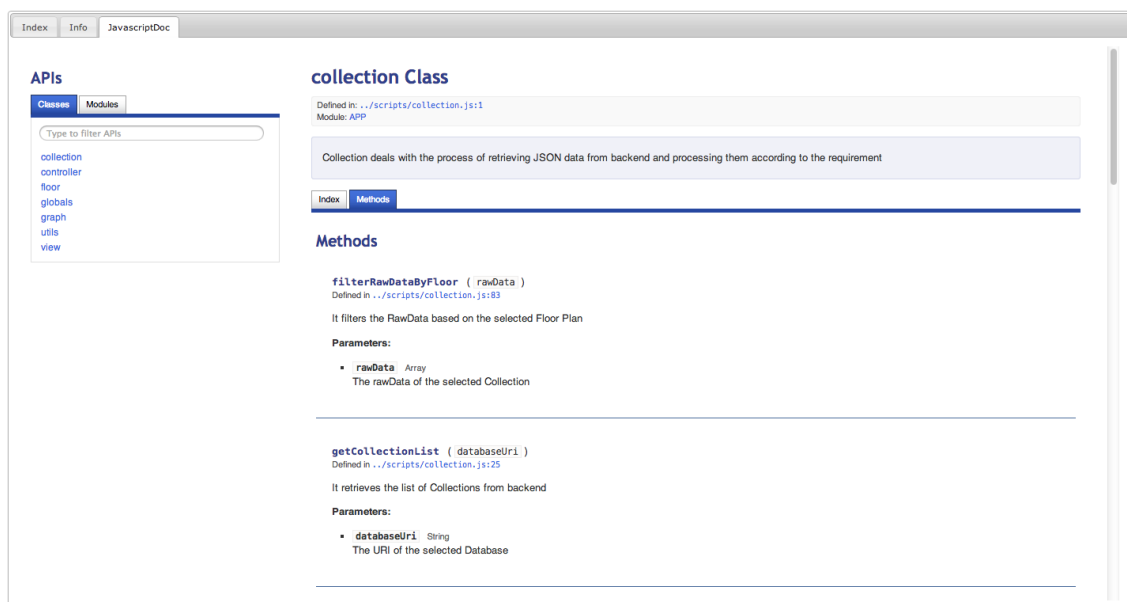 Index Info JavascriptDoc
APIs
Classes Modules
Type to filter APIs
collection
controller
floor
globals
graph
utils
view
collection Class
Defined in: ../scripts/collection.js:1
Module: APP
Collection deals with the process of retrieving JSON data from backend and processing them according to the requirement
Index Methods
Methods
filterRawDataByFloor ( rawData )
Defined in ../scripts/collection.js:83
It filters the RawData based on the selected Floor Plan
Parameters:
rawData Array
The rawData of the selected Collection
getCollectionList ( databaseUri )
Defined in ../scripts/collection.js:25
It retrieves the list of Collections from backend
Parameters:
databaseUri String
The URI of the selected Database